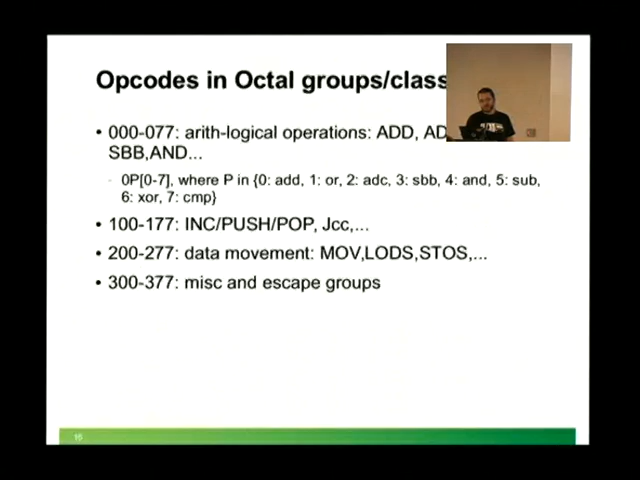 Opcodes in Octal groups/class
• 000-077: arith-logical operations: ADD, AD
SBB,AND...
- 0P[0-7], where P in {0: add, 1: or, 2: adc, 3: sbb, 4: and, 5: sub,
6: xor, 7: cmp}
• 100-177: INC/PUSH/POP, Jcc,...
• 200-277: data movement: MOV,LODS,STOS,...
• 300-377: misc and escape groups
16